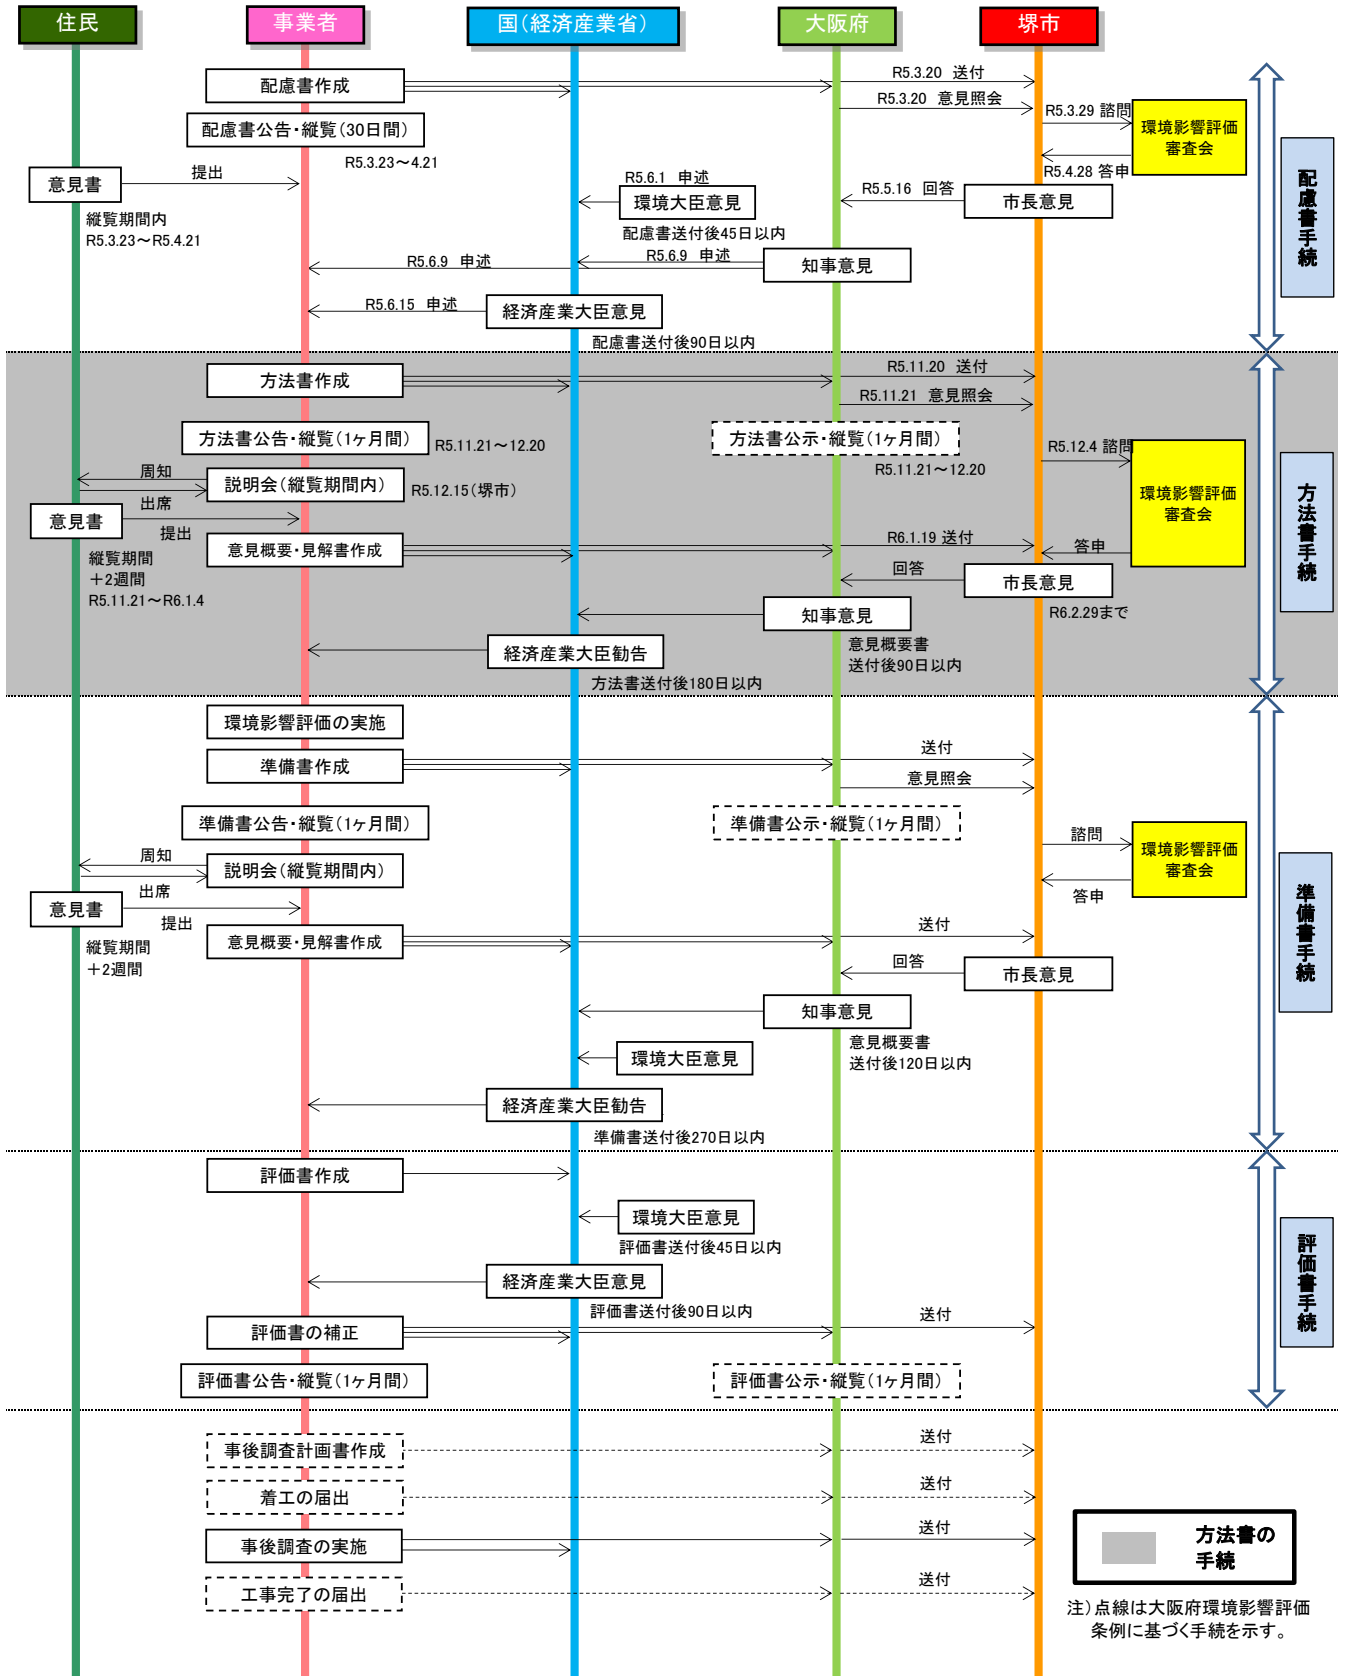 住民
事業者
国（経済産業省）
大阪府
堺市
配慮書作成
R5.3.20 送付
R5.3.20 意見照会
R5.3.29 諮問
環境影響評価
審査会
配慮書公告・縦覧（30日間）
R5.3.23～4.21
R5.4.28 答申
意見書
提出
縦覧期間内
R5.3.23～R5.4.21
R5.6.1 申述
環境大臣意見
配慮書送付後45日以内
R5.5.16 回答
市長意見
R5.6.9 申述
R5.6.9 申述
知事意見
R5.6.15 申述
経済産業大臣意見
配慮書送付後90日以内
配慮書手続
方法書作成
R5.11.20 送付
R5.11.21 意見照会
方法書公告・縦覧（1ヶ月間）
R5.11.21～12.20
方法書公示・縦覧（1ヶ月間）
R5.11.21～12.20
R5.12.4 諮問
環境影響評価
審査会
周知
説明会（縦覧期間内）
R5.12.15（堺市）
出席
意見書
提出
縦覧期間
＋2週間
R5.11.21～R6.1.4
意見概要・見解書作成
R6.1.19 送付
答申
回答
市長意見
R6.2.29まで
知事意見
意見概要書
送付後90日以内
経済産業大臣勧告
方法書送付後180日以内
方法書手続
環境影響評価の実施
準備書作成
送付
意見照会
準備書公告・縦覧（1ヶ月間）
準備書公示・縦覧（1ヶ月間）
諮問
環境影響評価
審査会
答申
周知
説明会（縦覧期間内）
出席
意見書
提出
縦覧期間
＋2週間
意見概要・見解書作成
送付
回答
市長意見
知事意見
意見概要書
送付後120日以内
環境大臣意見
経済産業大臣勧告
準備書送付後270日以内
準備書手続
評価書作成
環境大臣意見
評価書送付後45日以内
経済産業大臣意見
評価書送付後90日以内
評価書の補正
送付
評価書公告・縦覧（1ヶ月間）
評価書公示・縦覧（1ヶ月間）
評価書手続
事後調査計画書作成
送付
着工の届出
送付
事後調査の実施
送付
工事完了の届出
送付
方法書の
手続
注）点線は大阪府環境影響評価
条例に基づく手続を示す。